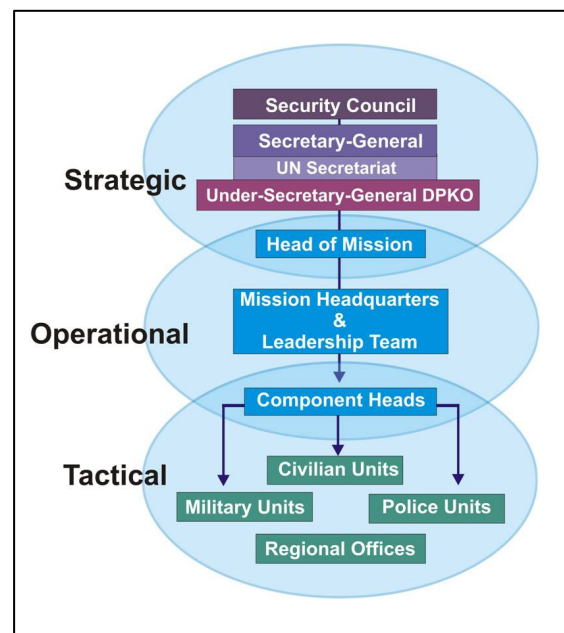 Security Council
Secretary-General
UN Secretariat
Strategic
Under-Secretary-General DPKO
Head of Mission
Mission Headquarters
&
Leadership Team
Operational
Component Heads
Tactical
Civilian Units
Military Units
Police Units
Regional Offices